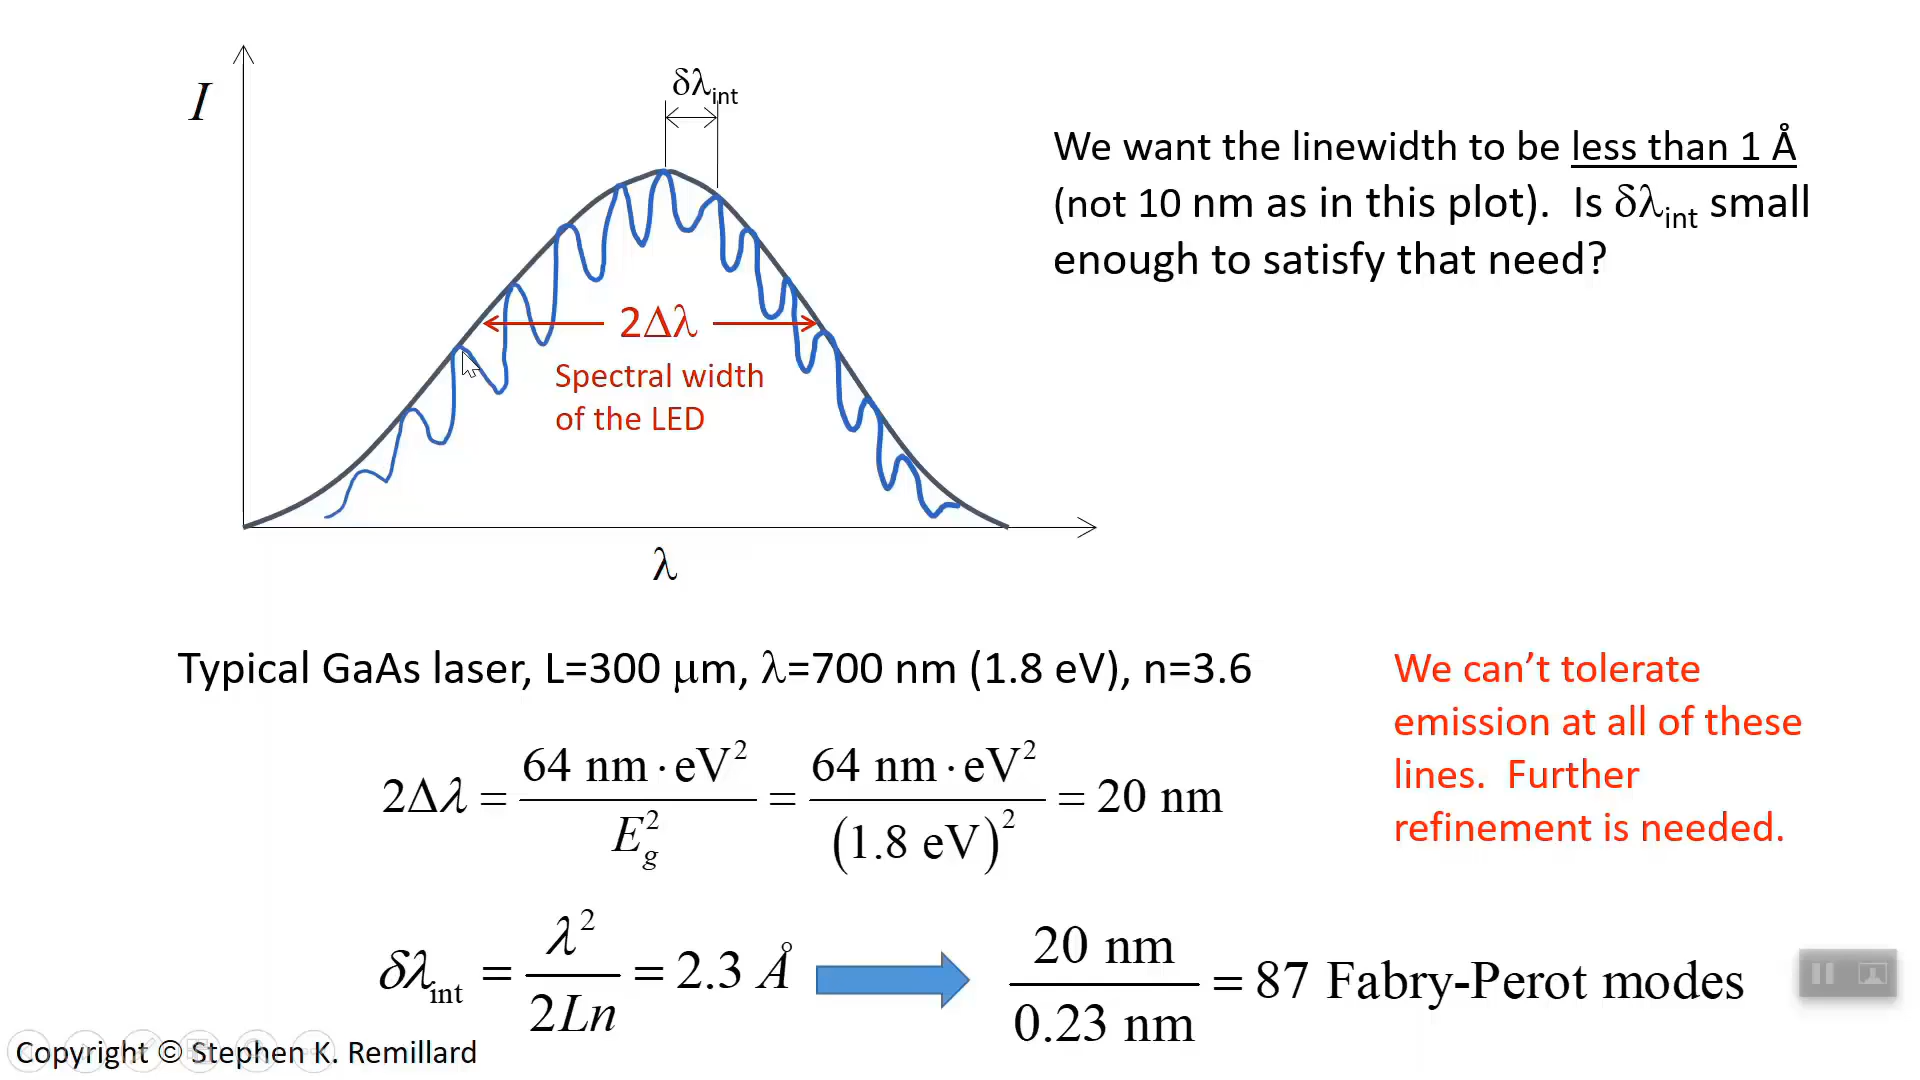 I
δλint
We want the linewidth to be less than 1 Å
(not 10 nm as in this plot). Is δλint small
enough to satisfy that need?
2Δλ
Spectral width
of the LED
λ
Typical GaAs laser, L=300 μm, λ=700 nm (1.8 eV), n=3.6
2Δλ = 64 nm·eV² / E_g² = 64 nm·eV² / (1.8 eV)² = 20 nm
We can’t tolerate
emission at all of these
lines. Further
refinement is needed.
δλint = λ² / 2Ln = 2.3 Å
20 nm / 0.23 nm = 87 Fabry-Perot modes
Copyright © Stephen K. Remillard